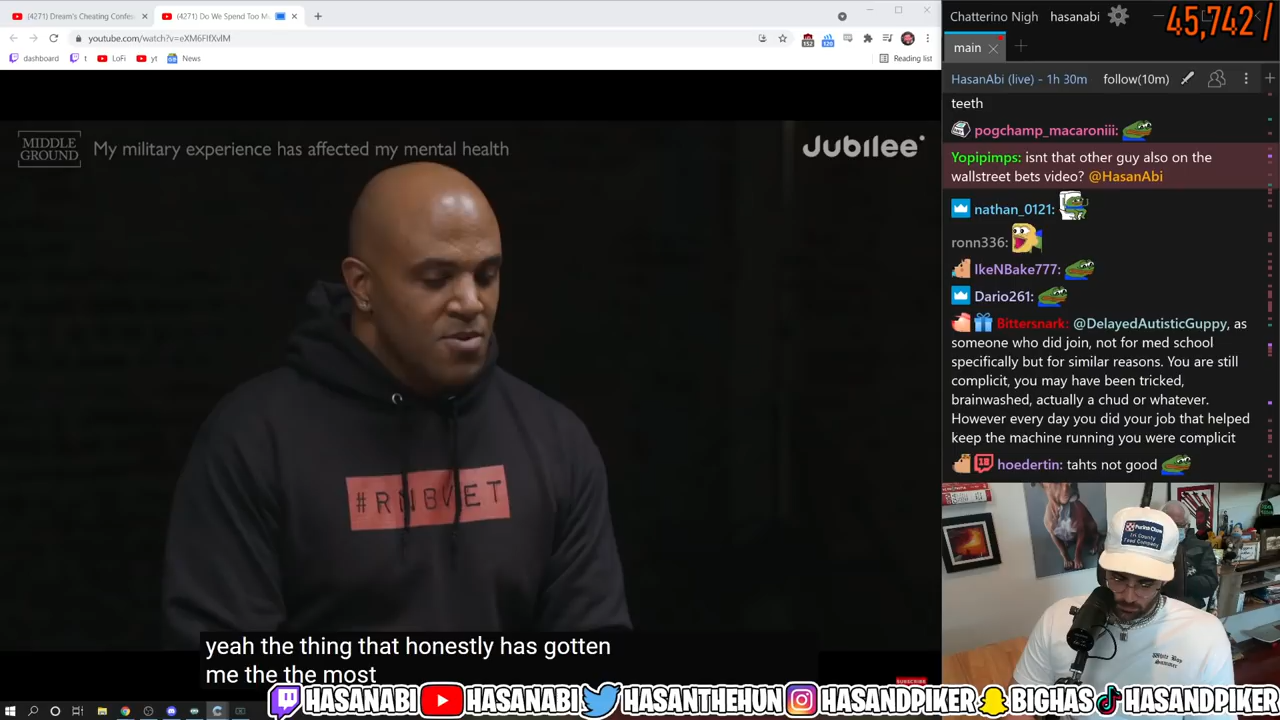 (4271) Dream's Cheating Confes
(4271) Do We Spend Too M
youtube.com/watch?v=eXM6FIfXvIM
dashboard
t
LoFi
yt
News
Reading list
MIDDLE
GROUND
My military experience has affected my mental health
Jubilee
#RNBVET
yeah the thing that honestly has gotten
me the the most
SUBSCRIBE
Chatterino Nigh
hasanabi
45,742 /
main
HasanAbi (live) - 1h 30m
follow(10m)
teeth
pogchamp_macaroniii:
Yopipimps: isnt that other guy also on the
wallstreet bets video? @HasanAbi
nathan_0121:
ronn336:
IkeNBake777:
Dario261:
Bittersnark: @DelayedAutisticGuppy, as
someone who did join, not for med school
specifically but for similar reasons. You are still
complicit, you may have been tricked,
brainwashed, actually a chud or whatever.
However every day you did your job that helped
keep the machine running you were complicit
hoedertin: tahts not good
HASANABI
HASANABI
HASANTHEHUN
HASANDPIKER
BIGHAS
HASANDPIKER